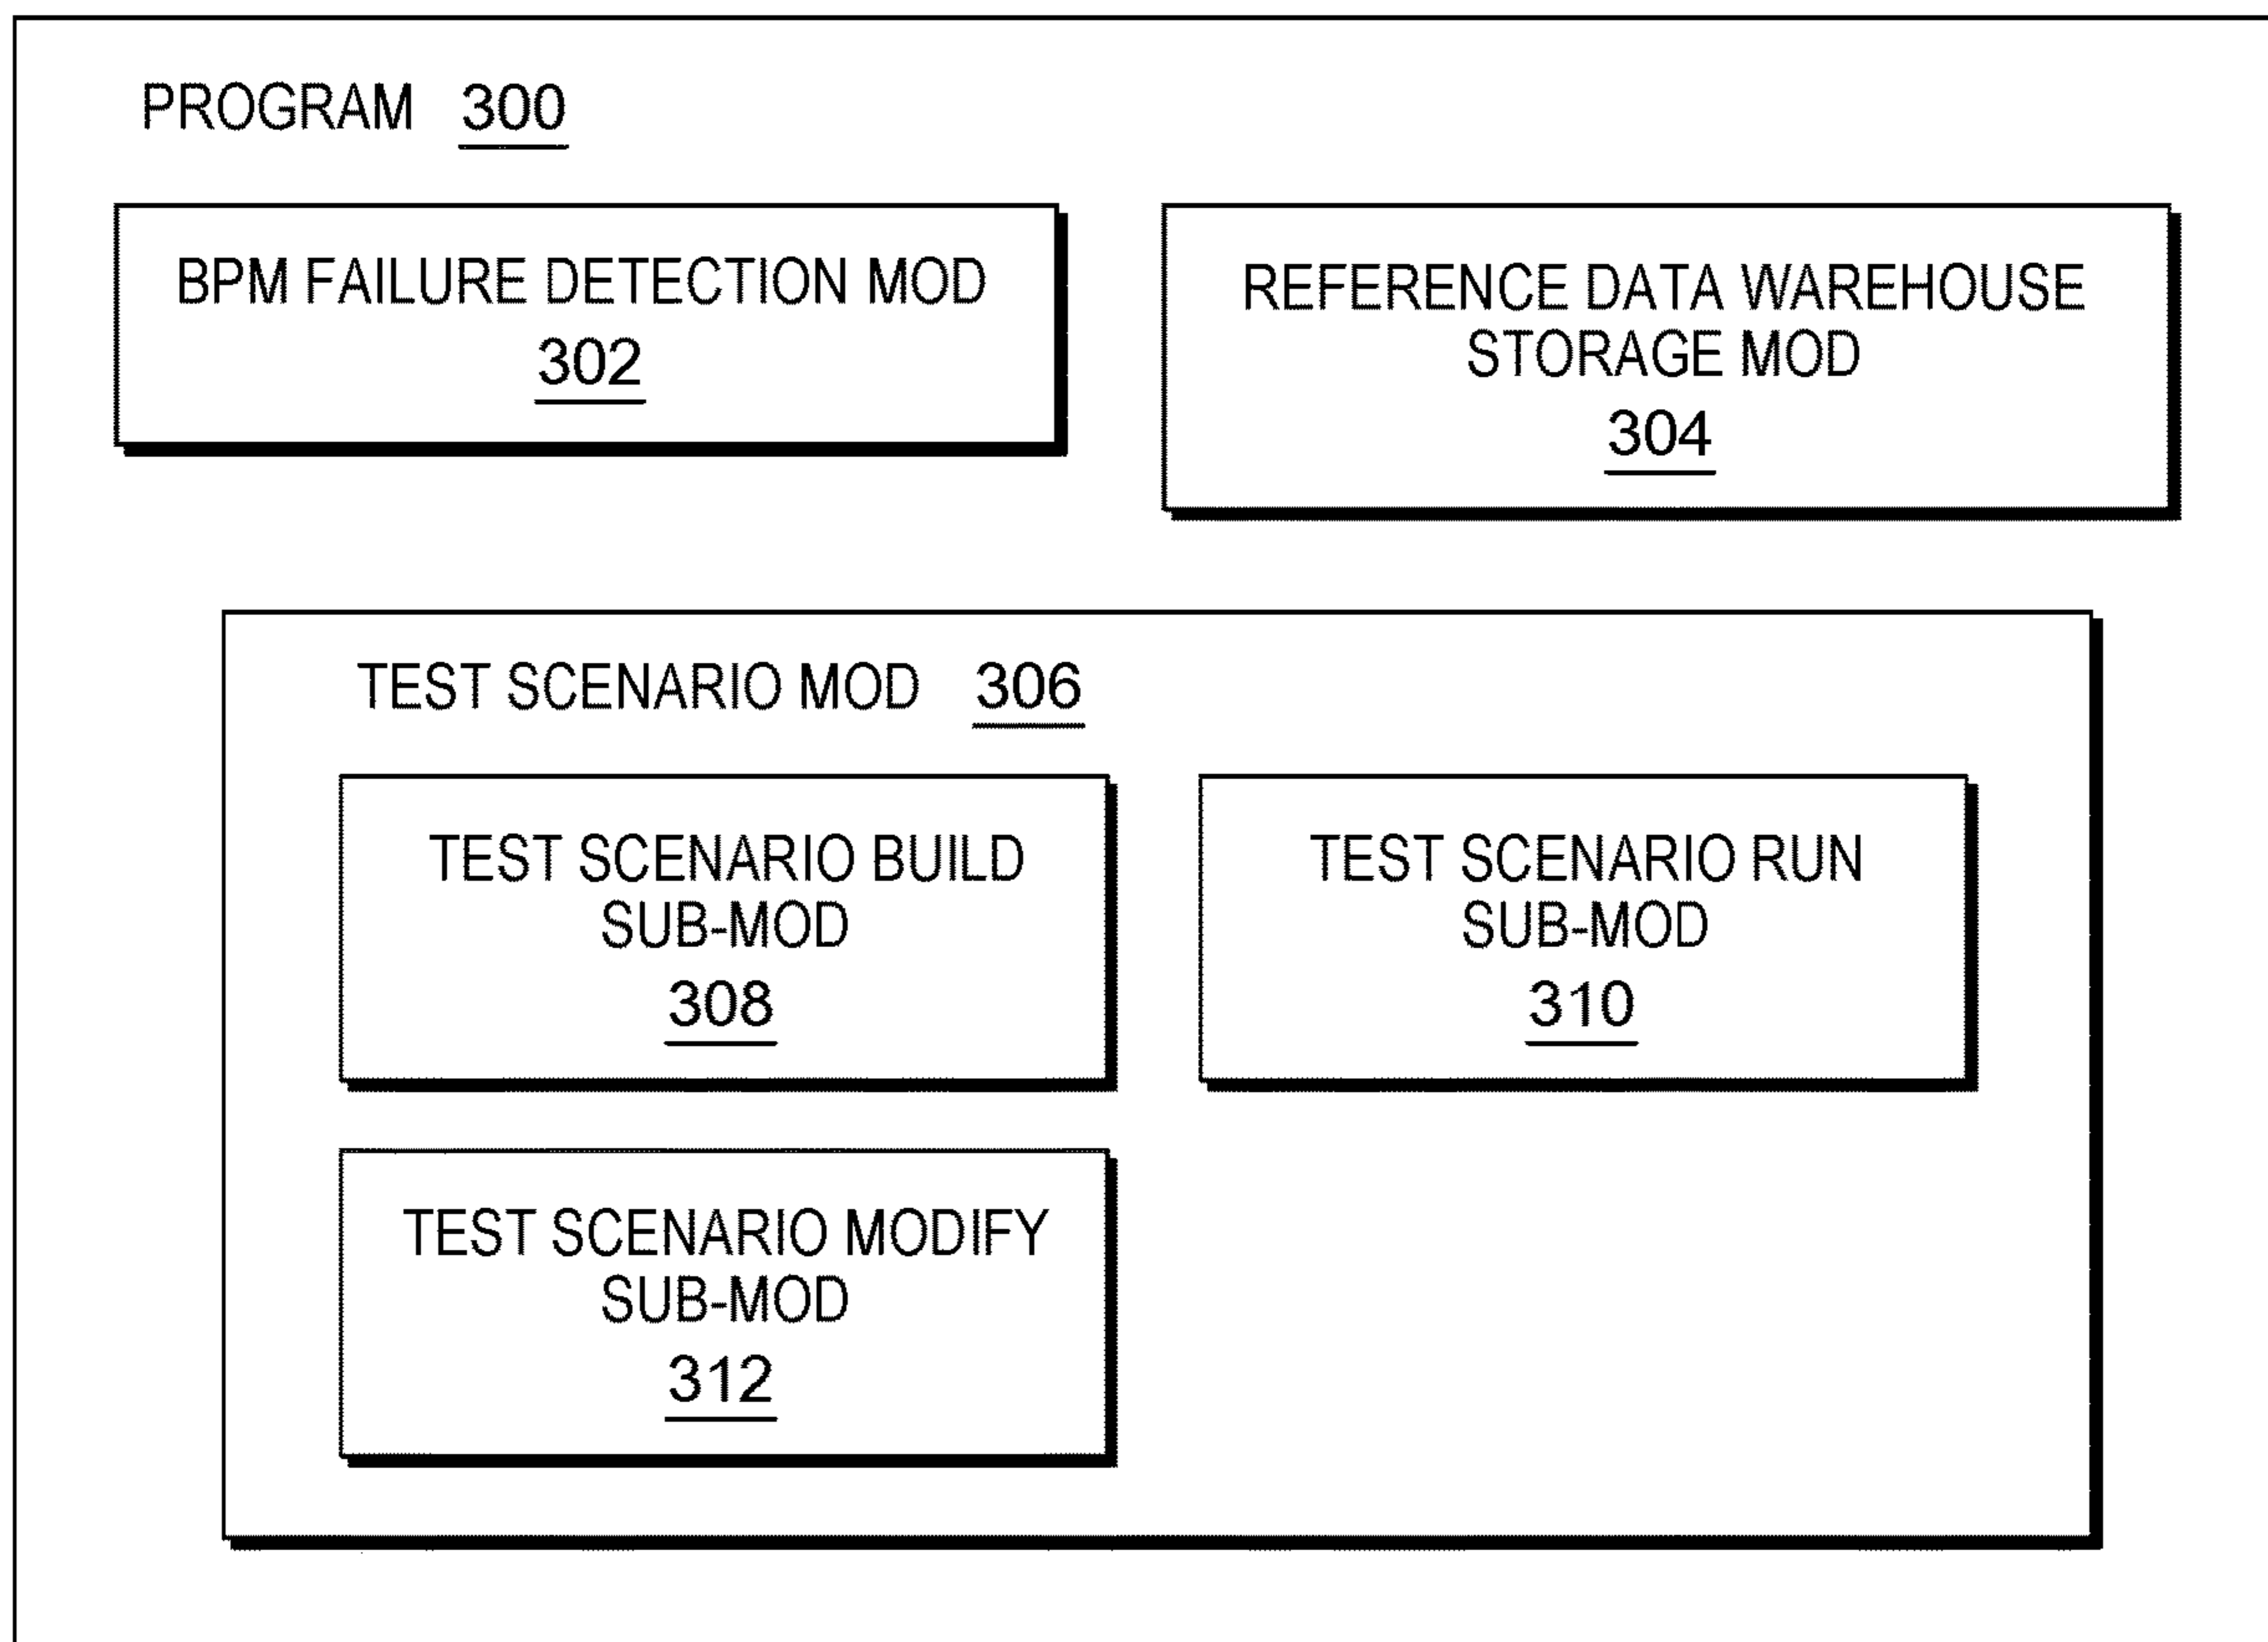 PROGRAM 300
BPM FAILURE DETECTION MOD
302
REFERENCE DATA WAREHOUSE
STORAGE MOD
304
TEST SCENARIO MOD 306
TEST SCENARIO BUILD
SUB-MOD
308
TEST SCENARIO RUN
SUB-MOD
310
TEST SCENARIO MODIFY
SUB-MOD
312